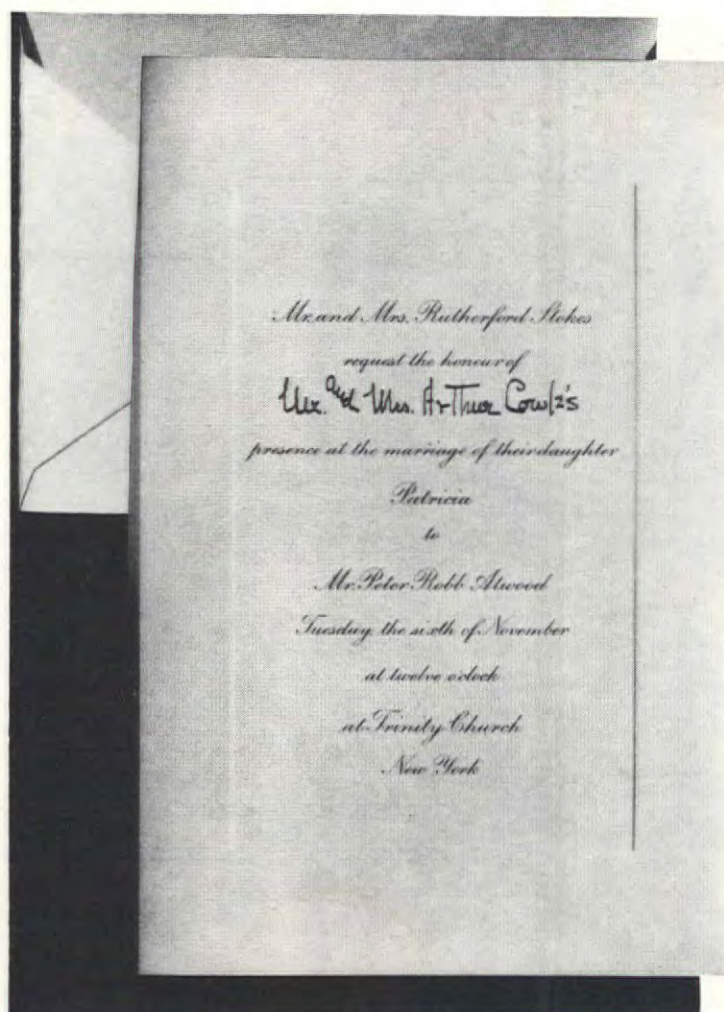 Mr. and Mrs. Rutherford Stokes
request the honour of
Mr. and Mrs. Arthur Cowles's
presence at the marriage of their daughter
Patricia
to
Mr. Peter Robb Atwood
Tuesday, the sixth of November
at twelve o'clock
at Trinity Church
New York